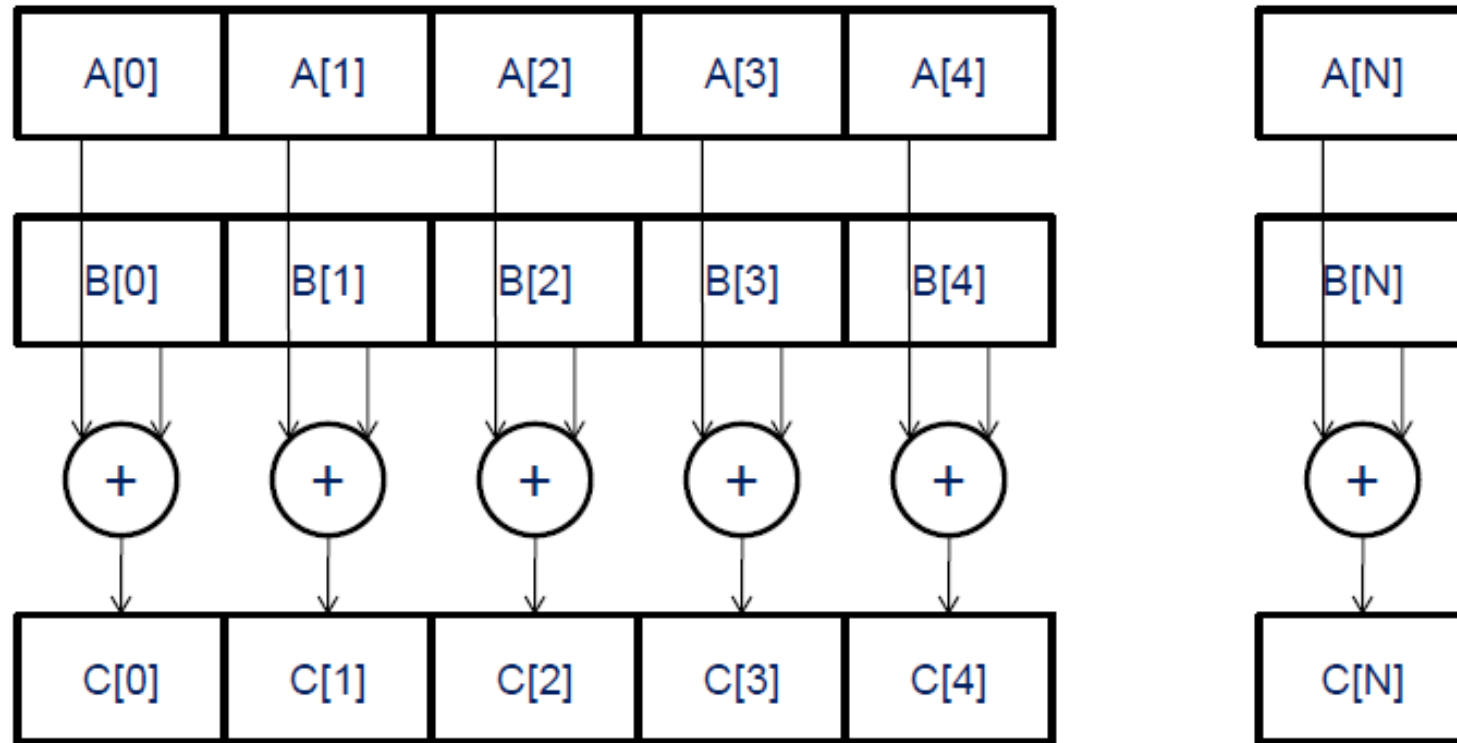 A[0] A[1] A[2] A[3] A[4] A[N]
B[0] B[1] B[2] B[3] B[4] B[N]
+ + + + + +
C[0] C[1] C[2] C[3] C[4] C[N]